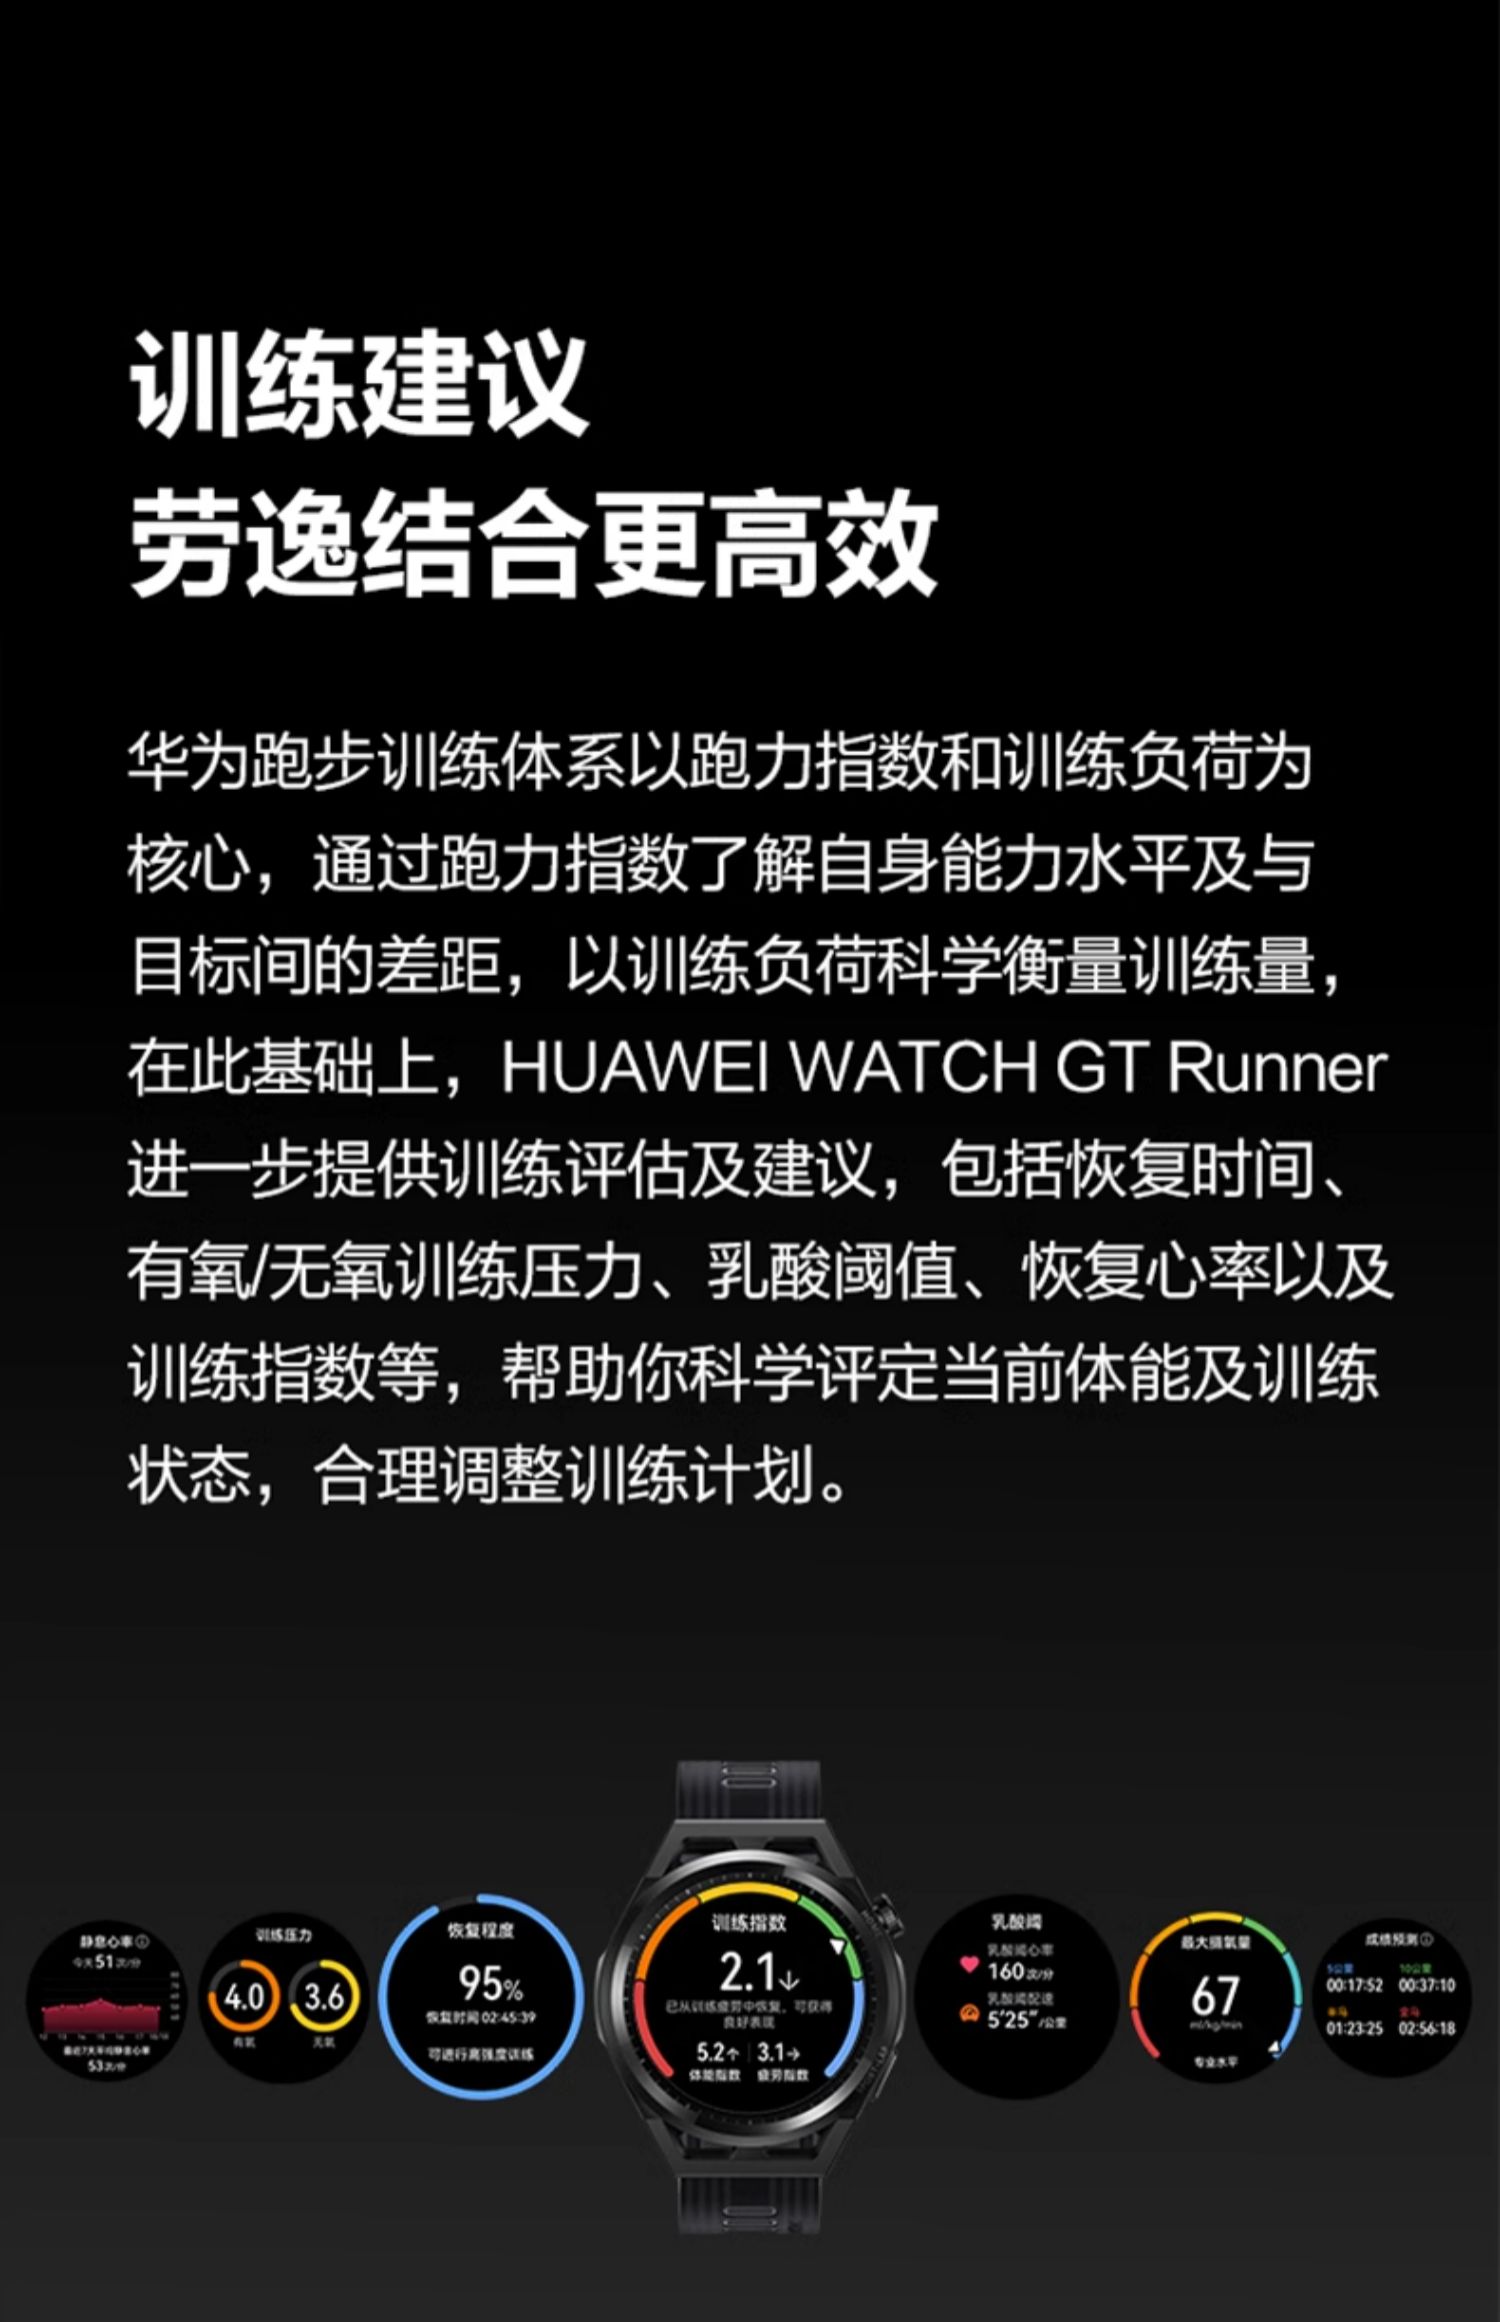 训练建议
劳逸结合更高效
华为跑步训练体系以跑力指数和训练负荷为
核心，通过跑力指数了解自身能力水平及与
目标间的差距，以训练负荷科学衡量训练量，
在此基础上，HUAWEI WATCH GT Runner
进一步提供训练评估及建议，包括恢复时间、
有氧/无氧训练压力、乳酸阈值、恢复心率以及
训练指数等，帮助你科学评定当前体能及训练
状态，合理调整训练计划。
静息心率
今天51次/分
最近7天平均静息心率
53次/分
训练压力
4.0 3.6
有氧 无氧
恢复程度
95%
恢复时间 02:45:39
可进行高强度训练
训练指数
2.1↓
已从训练疲劳中恢复，可获得
良好表现
5.2↑ 3.1→
体能指数 疲劳指数
乳酸阈
乳酸阈心率
160次/分
乳酸阈配速
5'25"/公里
最大摄氧量
67
ml/kg/min
专业水平
成绩预测
5公里 10公里
00:17:52 00:37:10
半马 全马
01:23:25 02:56:18